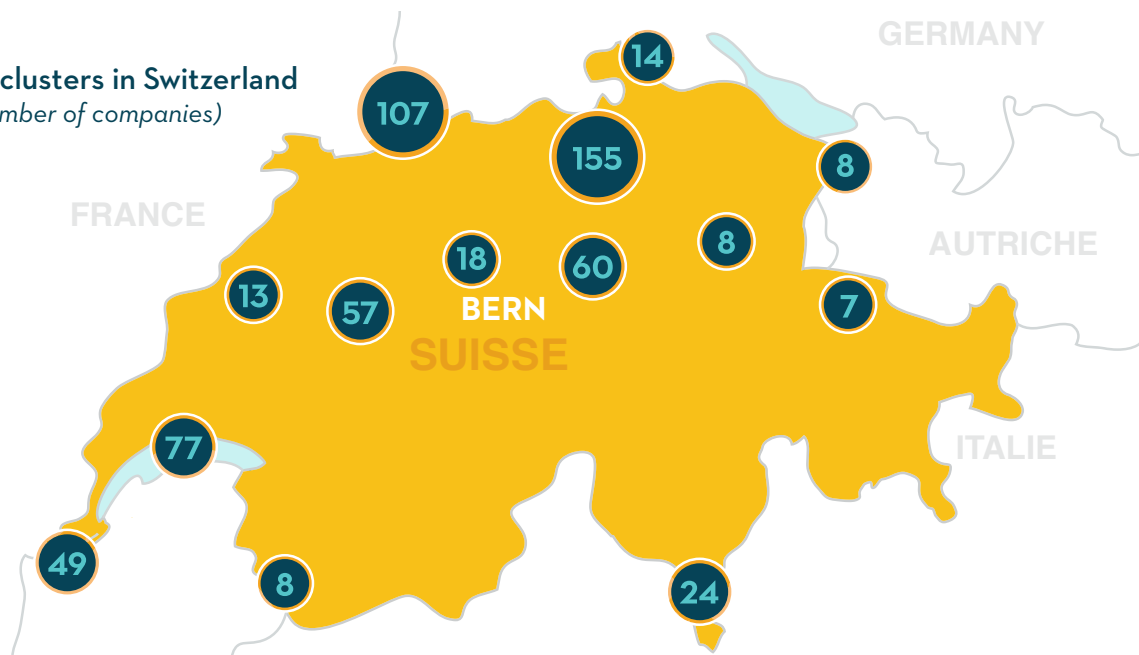 GERMANY
clusters in Switzerland
mber of companies)
14
107
155
8
FRANCE
8
AUTRICHE
18
60
13
57
BERN
7
SUISSE
77
ITALIE
49
8
24